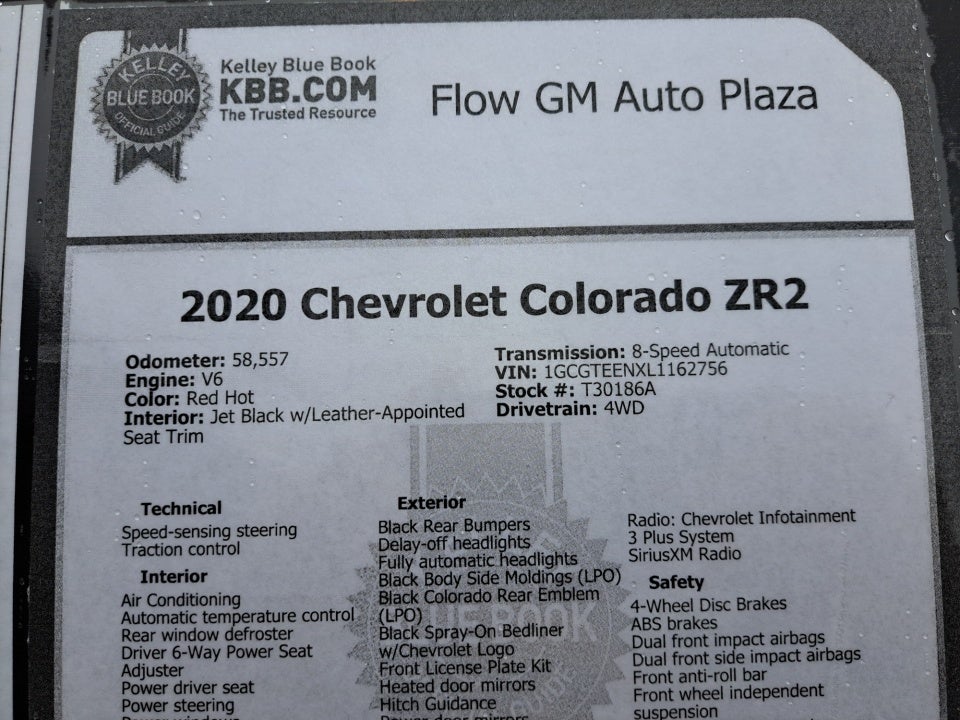 KELLEY
BLUE BOOK
OFFICIAL GUIDE
Kelley Blue Book
KBB.COM
The Trusted Resource
Flow GM Auto Plaza
2020 Chevrolet Colorado ZR2
Odometer: 58,557
Engine: V6
Color: Red Hot
Interior: Jet Black w/Leather-Appointed
Seat Trim
Transmission: 8-Speed Automatic
VIN: 1GCGTEENXL1162756
Stock #: T30186A
Drivetrain: 4WD
Technical
Speed-sensing steering
Traction control
Interior
Air Conditioning
Automatic temperature control
Rear window defroster
Driver 6-Way Power Seat
Adjuster
Power driver seat
Power steering
Power windows
Exterior
Black Rear Bumpers
Delay-off headlights
Fully automatic headlights
Black Body Side Moldings (LPO)
Black Colorado Rear Emblem
(LPO)
Black Spray-On Bedliner
w/Chevrolet Logo
Front License Plate Kit
Heated door mirrors
Hitch Guidance
Power door mirrors
Radio: Chevrolet Infotainment
3 Plus System
SiriusXM Radio
Safety
4-Wheel Disc Brakes
ABS brakes
Dual front impact airbags
Dual front side impact airbags
Front anti-roll bar
Front wheel independent
suspension
BLUE BOOK